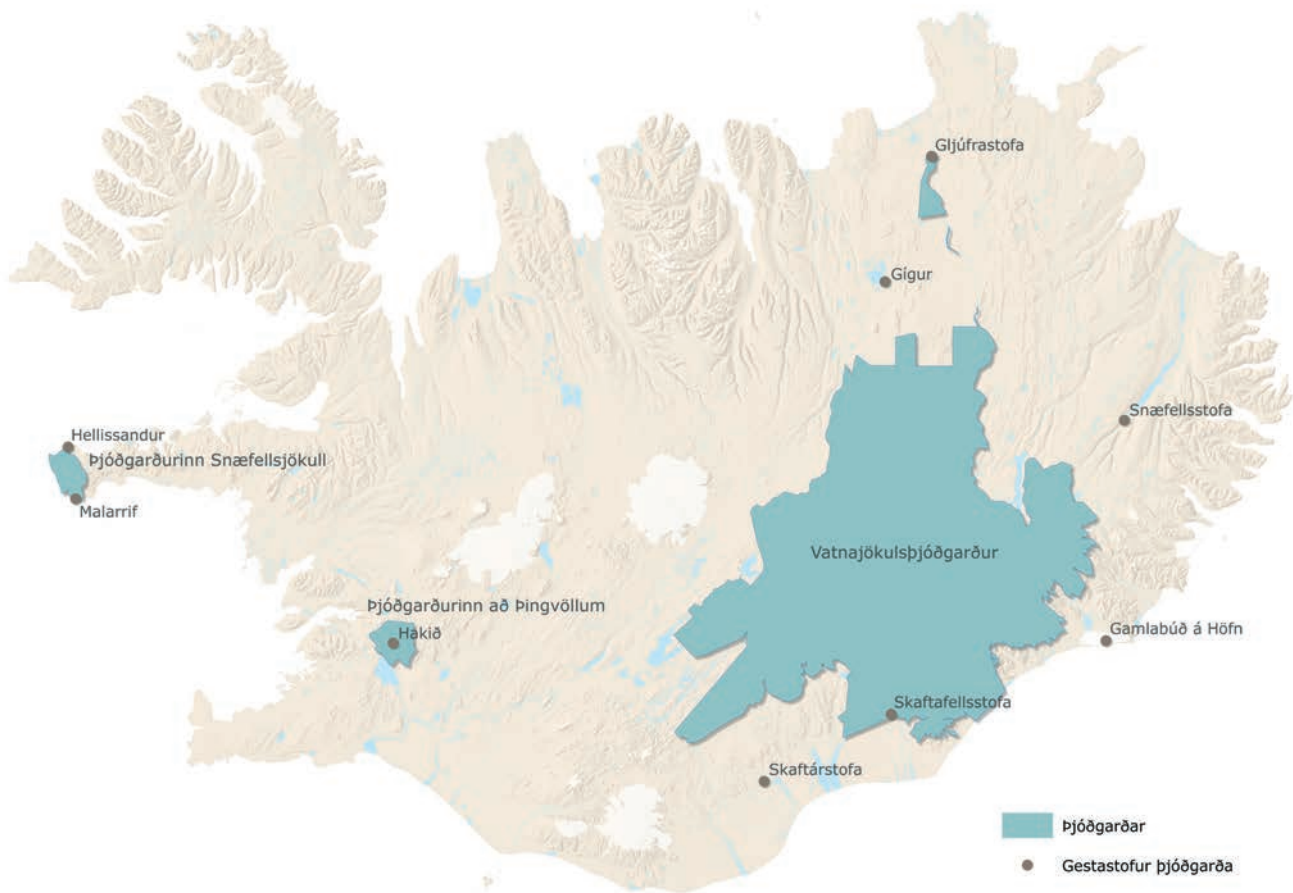 Gljúfrastofa
Gígur
Snæfellsstofa
Hellissandur
Þjóðgarðurinn Snæfellsjökull
Malarrif
Vatnajökulsþjóðgarður
Þjóðgarðurinn að Þingvöllum
Hakið
Gamlabúð á Höfn
Skaftafellsstofa
Skaftárstofa
Þjóðgarðar
Gestastofur þjóðgarða